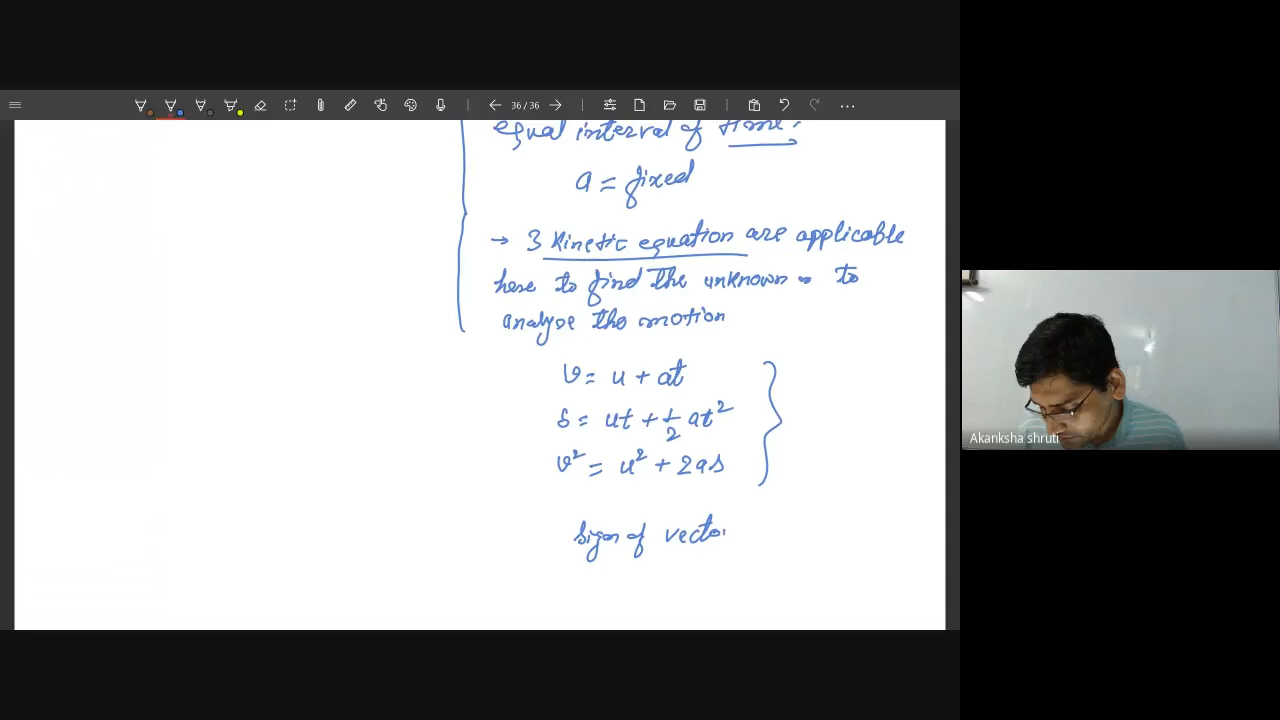 36 / 36
equal interval of time.
a = fixed
→ 3 kinetic equation are applicable
here to find the unknown to
analyse the motion
v = u + at
s = ut + 1/2 at²
v² = u² + 2as
Sign of vecto
Akanksha shruti